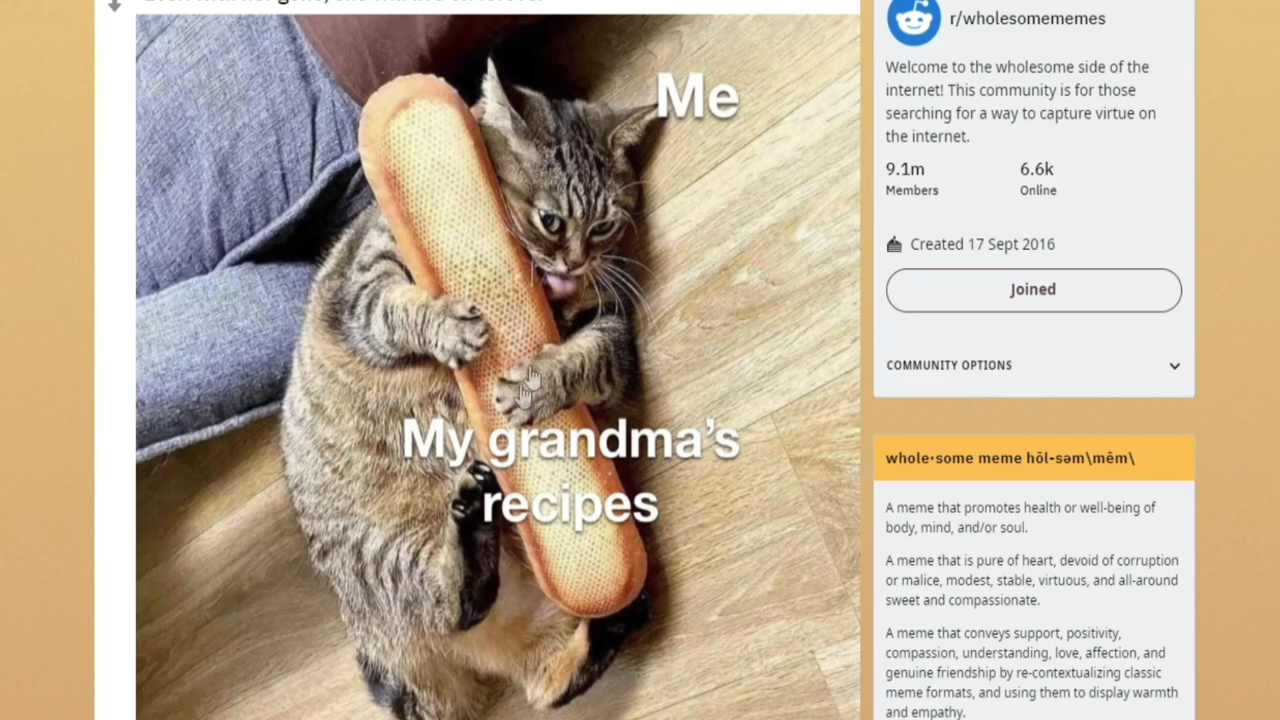 Me
My grandma's
recipes
r/wholesomememes
Welcome to the wholesome side of the
internet! This community is for those
searching for a way to capture virtue on
the internet.
9.1m
6.6k
Members
Online
Created 17 Sept 2016
Joined
COMMUNITY OPTIONS
whole·some meme hōl-səm\mēm\
A meme that promotes health or well-being of
body, mind, and/or soul.
A meme that is pure of heart, devoid of corruption
or malice, modest, stable, virtuous, and all-around
sweet and compassionate.
A meme that conveys support, positivity,
compassion, understanding, love, affection, and
genuine friendship by re-contextualizing classic
meme formats, and using them to display warmth
and empathy.